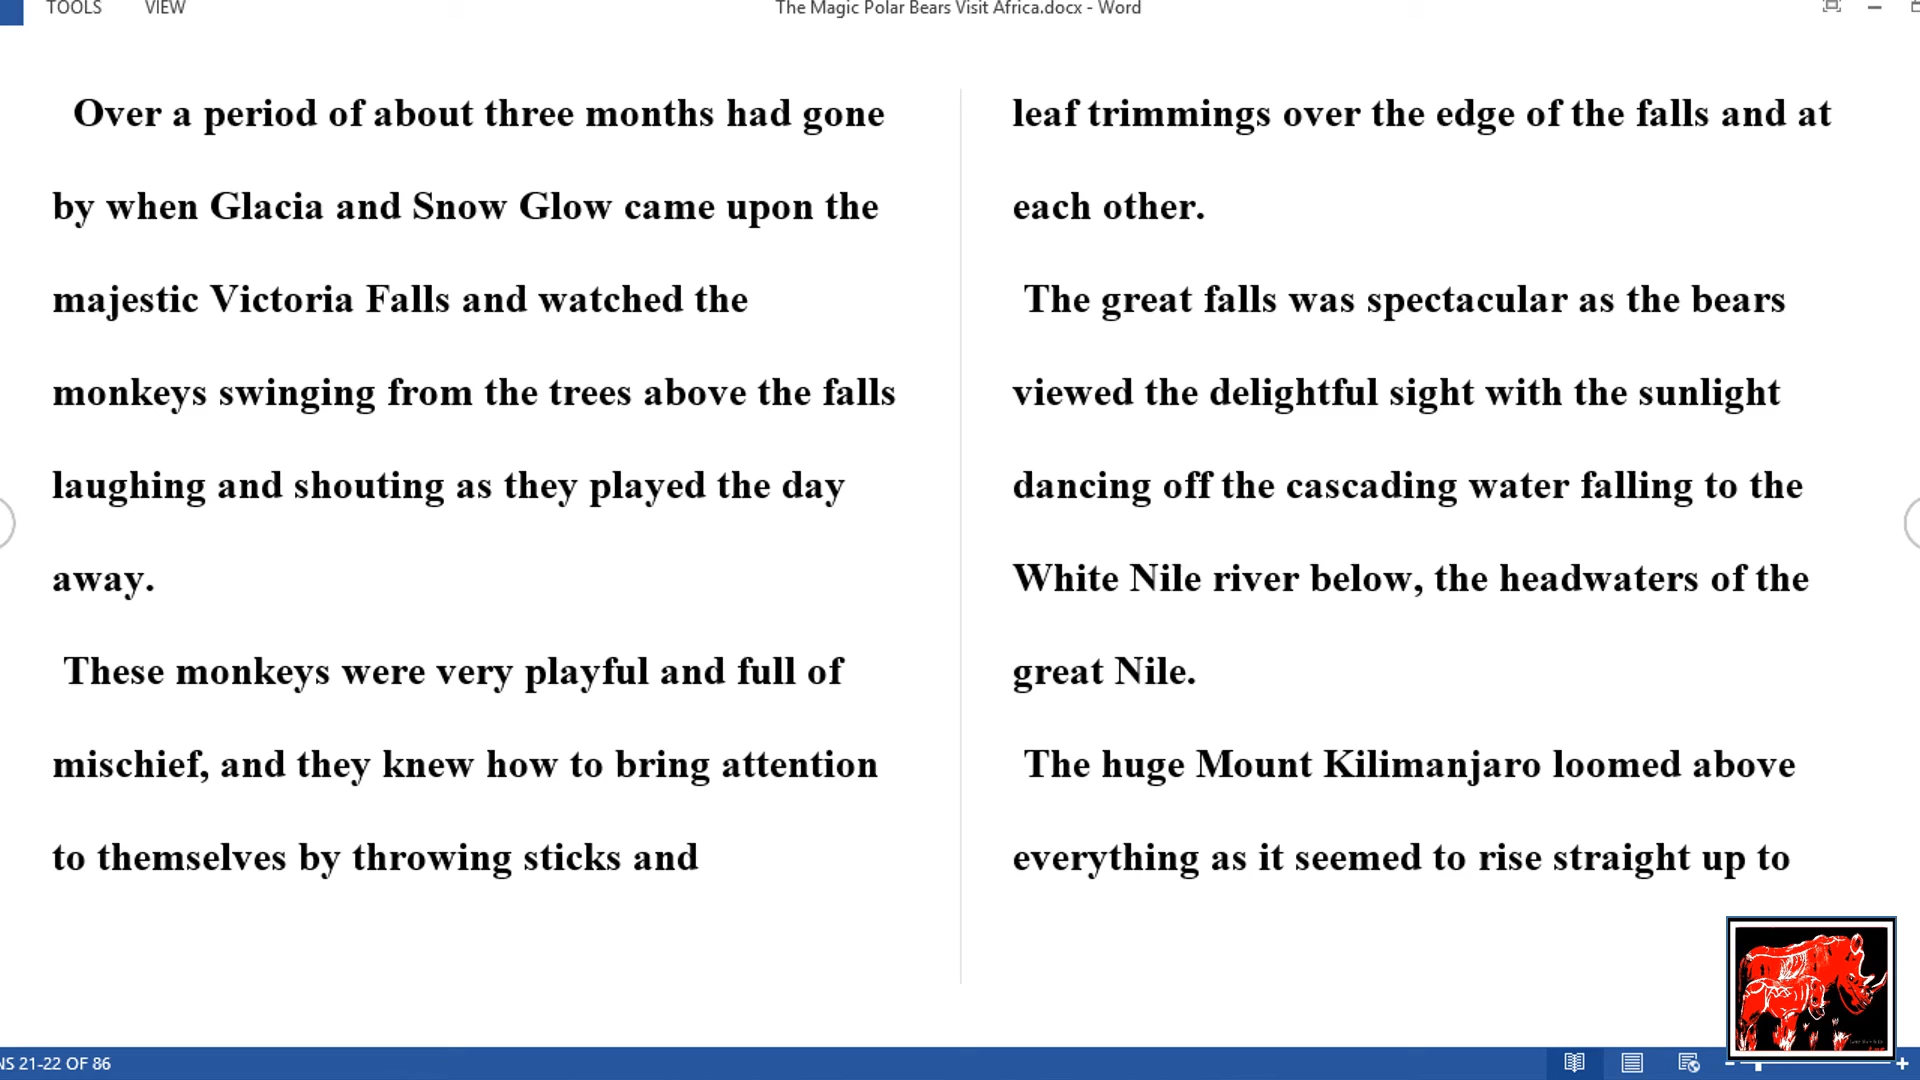 TOOLS VIEW The Magic Polar Bears Visit Africa.docx - Word
Over a period of about three months had gone
by when Glacia and Snow Glow came upon the
majestic Victoria Falls and watched the
monkeys swinging from the trees above the falls
laughing and shouting as they played the day
away.
These monkeys were very playful and full of
mischief, and they knew how to bring attention
to themselves by throwing sticks and
leaf trimmings over the edge of the falls and at
each other.
The great falls was spectacular as the bears
viewed the delightful sight with the sunlight
dancing off the cascading water falling to the
White Nile river below, the headwaters of the
great Nile.
The huge Mount Kilimanjaro loomed above
everything as it seemed to rise straight up to
NS 21-22 OF 86